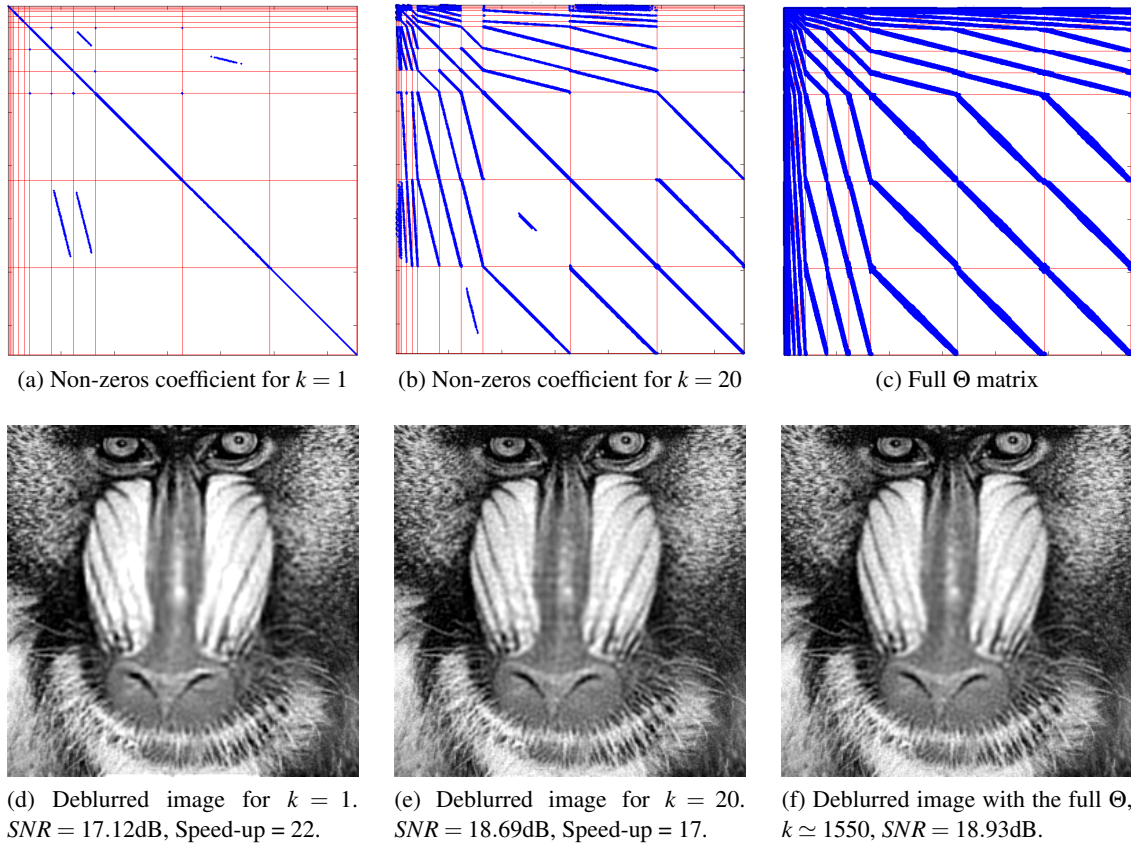 (a) Non-zeros coefficient for k = 1
(b) Non-zeros coefficient for k = 20
(c) Full Θ matrix
(d) Deblurred image for k = 1.
SNR = 17.12dB, Speed-up = 22.
(e) Deblurred image for k = 20.
SNR = 18.69dB, Speed-up = 17.
(f) Deblurred image with the full Θ,
k ≃ 1550, SNR = 18.93dB.